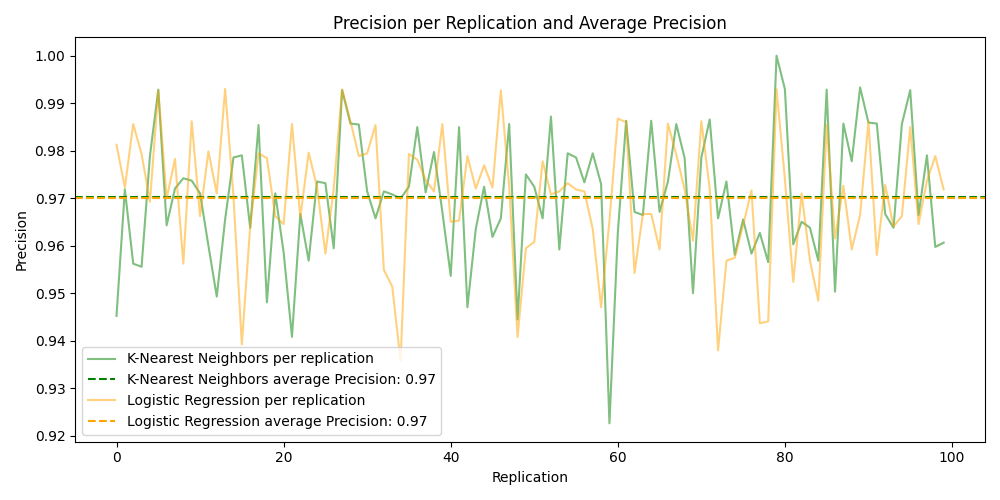 Precision per Replication and Average Precision
Precision
1.00
0.99
0.98
0.97
0.96
0.95
0.94
0.93
0.92
K-Nearest Neighbors per replication
K-Nearest Neighbors average Precision: 0.97
Logistic Regression per replication
Logistic Regression average Precision: 0.97
0 20 40 60 80 100
Replication